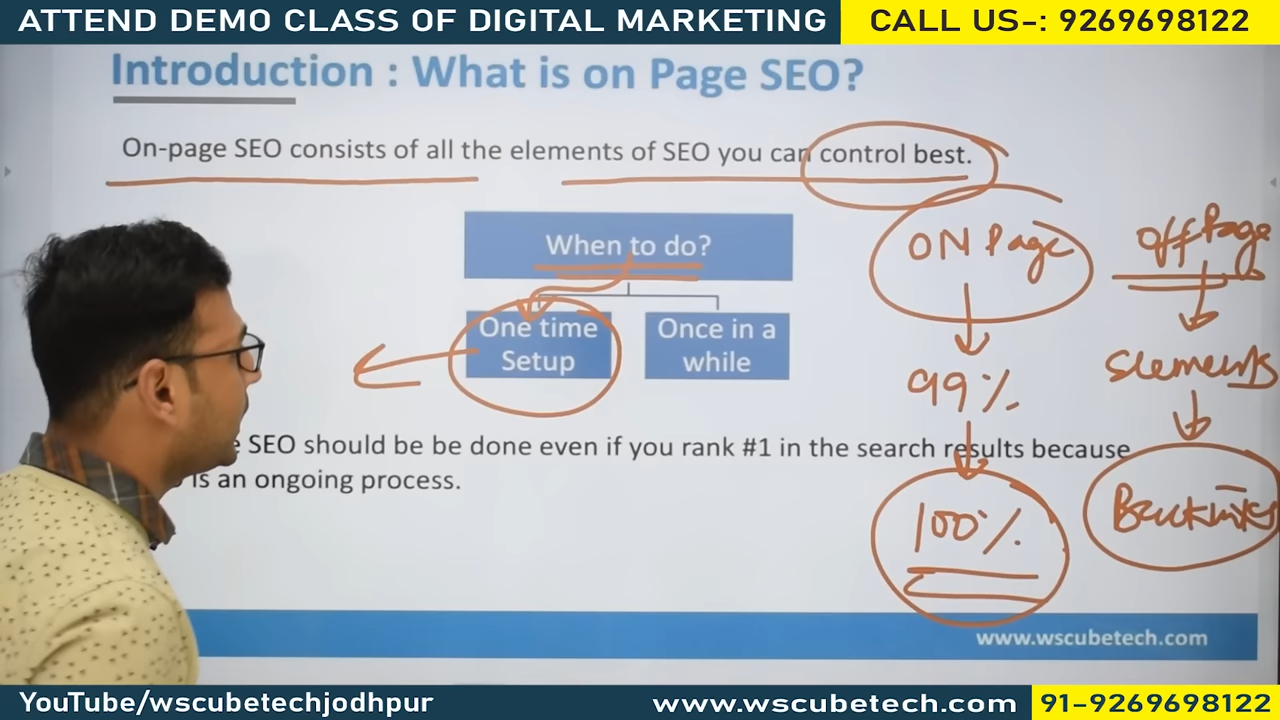 ATTEND DEMO CLASS OF DIGITAL MARKETING
CALL US-: 9269698122
Introduction : What is on Page SEO?
On-page SEO consists of all the elements of SEO you can control best.
When to do?
One time
Setup
Once in a
while
ON Page
99%
100%
Off Page
Elements
Backlinks
SEO should be be done even if you rank #1 in the search results because
is an ongoing process.
www.wscubetech.com
YouTube/wscubetechjodhpur
www.wscubetech.com
91-9269698122